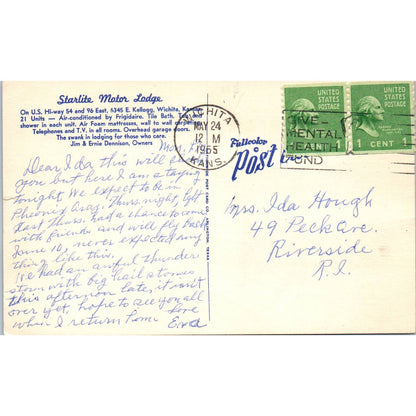 Starlite Motor Lodge
On U.S. Hi-way 54 and 96 East, 6345 E. Kellogg, Wichita, Kansas
21 Units — Air-conditioned by Frigidaire. Tile Bath, Tub and
shower in each unit. Air Foam mattresses, wall to wall carpeting.
Telephones and T.V. in all rooms. Overhead garage doors.
The swank in lodging for those who care.
Jim & Ernie Dennison, Owners
Mon.
Dear Ida this will
you but here I am staying
tonight. We expect to be in
Pheonix Ariz. Thurs. night, left
last Thurs. had a chance to come
with friends and will fly back
June 10, never expected any
thing like this.
We had an awful thunder
storm with big hail stones
this afternoon late, it isn't
over yet, hope to see you all
when I return home Love
Eva
WICHITA
MAY 24
12 M
1965
KANS.
GIVE—
MENTAL
HEALTH
FUND
UNITED STATES
POSTAGE
1 CENT 1
UNITED STATES
POSTAGE
1 CENT 1
Fullcolor
Post
Mrs. Ida Hough
49 Peck Ave.
Riverside
R.I.